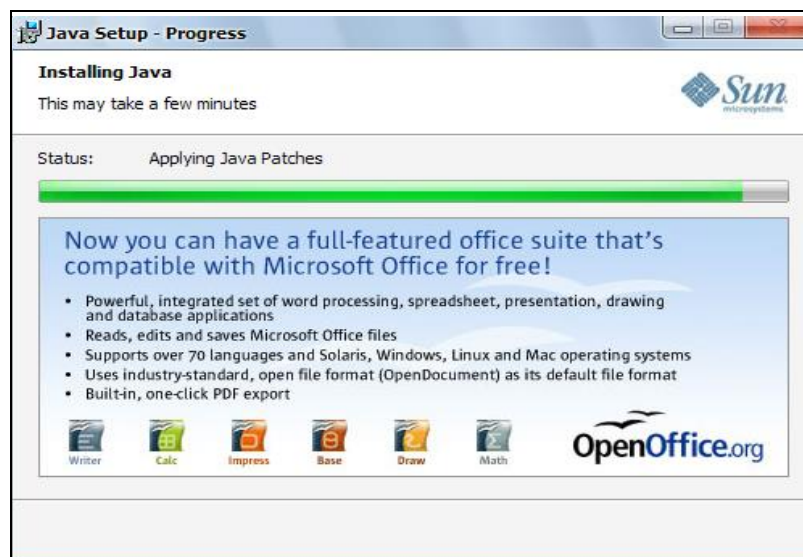 Java Setup - Progress
Installing Java
This may take a few minutes
Sun
microsystems
Status: Applying Java Patches
Now you can have a full-featured office suite that's
compatible with Microsoft Office for free!
• Powerful, integrated set of word processing, spreadsheet, presentation, drawing
and database applications
• Reads, edits and saves Microsoft Office files
• Supports over 70 languages and Solaris, Windows, Linux and Mac operating systems
• Uses industry-standard, open file format (OpenDocument) as its default file format
• Built-in, one-click PDF export
Writer Calc Impress Base Draw Math
OpenOffice.org